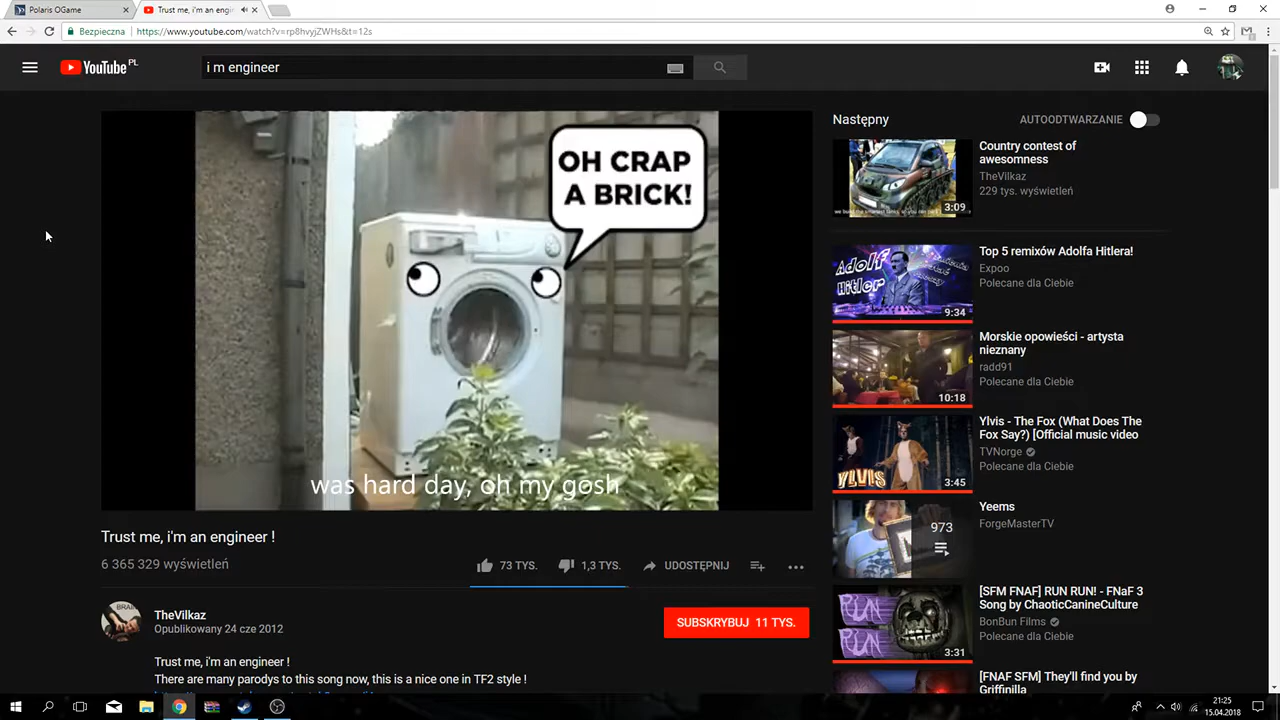 Polaris OGame
Trust me, i'm an engi
Bezpieczna
https://www.youtube.com/watch?v=rp8hvyjZWHs&t=12s
YouTube PL
i m engineer
OH CRAP
A BRICK!
was hard day, oh my gosh
Trust me, i'm an engineer !
6 365 329 wyświetleń
73 TYS.
1,3 TYS.
UDOSTĘPNIJ
TheVilkaz
Opublikowany 24 cze 2012
SUBSKRYBUJ 11 TYS.
Trust me, i'm an engineer !
There are many parodys to this song now, this is a nice one in TF2 style !
Następny
AUTOODTWARZANIE
Country contest of
awesomness
TheVilkaz
229 tys. wyświetleń
3:09
Top 5 remixów Adolfa Hitlera!
Expoo
Polecane dla Ciebie
Adolf
Hitler
9:34
Morskie opowieści - artysta
nieznany
radd91
Polecane dla Ciebie
10:18
Ylvis - The Fox (What Does The
Fox Say?) [Official music video
TVNorge
Polecane dla Ciebie
YLVIS
3:45
Yeems
ForgeMasterTV
973
[SFM FNAF] RUN RUN! - FNaF 3
Song by ChaoticCanineCulture
BonBun Films
Polecane dla Ciebie
RUN
RUN
3:31
[FNAF SFM] They'll find you by
Griffinilla
21:25
15.04.2018